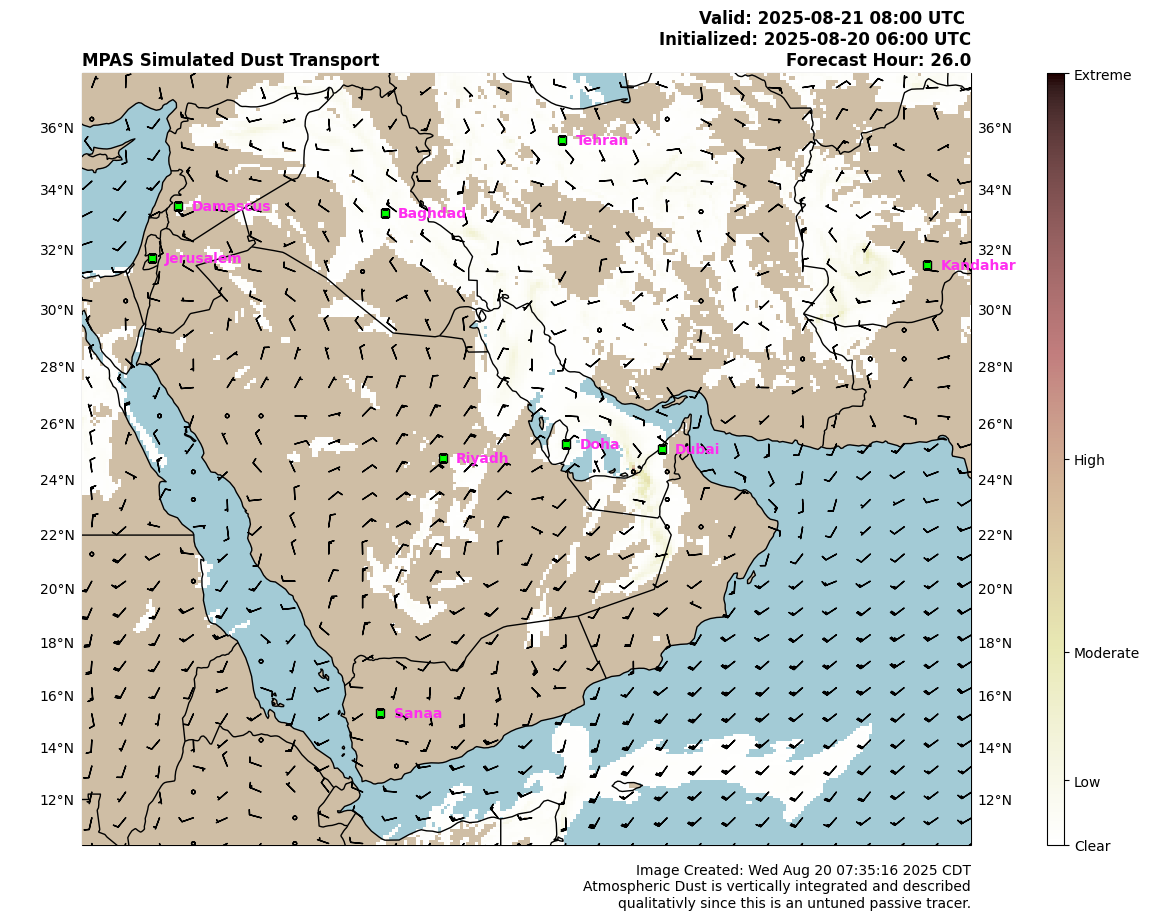 Valid: 2025-08-21 08:00 UTC
Initialized: 2025-08-20 06:00 UTC
MPAS Simulated Dust Transport
Forecast Hour: 26.0
Extreme
High
Moderate
Low
Clear
36°N
34°N
32°N
30°N
28°N
26°N
24°N
22°N
20°N
18°N
16°N
14°N
12°N
36°N
34°N
32°N
30°N
28°N
26°N
24°N
22°N
20°N
18°N
16°N
14°N
12°N
Tehran
Damascus
Baghdad
Jerusalem
Kandahar
Doha
Dubai
Riyadh
Sanaa
Image Created: Wed Aug 20 07:35:16 2025 CDT
Atmospheric Dust is vertically integrated and described
qualitativly since this is an untuned passive tracer.